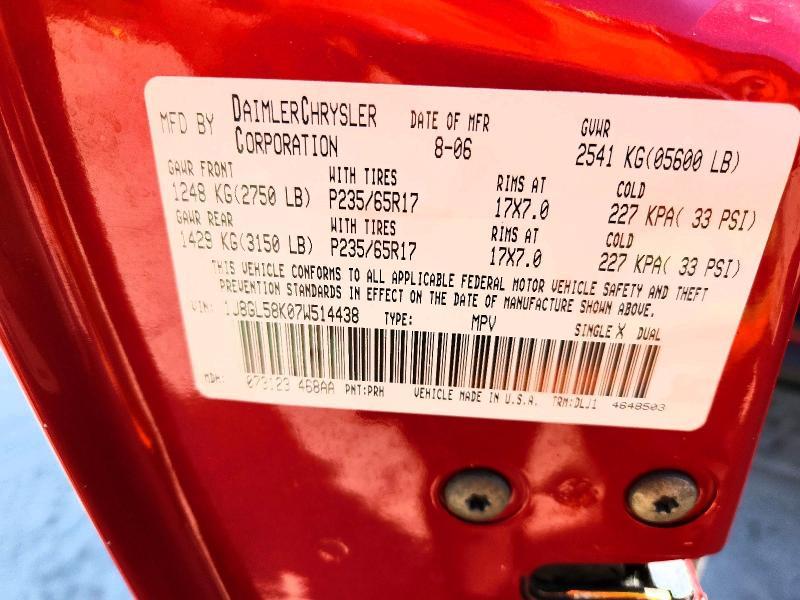 MFD BY DAIMLERCHRYSLER CORPORATION DATE OF MFR 8-06 GVWR 2541 KG(05600 LB)
GAWR FRONT WITH TIRES RIMS AT COLD
1248 KG(2750 LB) P235/65R17 17X7.0 227 KPA( 33 PSI)
GAWR REAR WITH TIRES RIMS AT COLD
1429 KG(3150 LB) P235/65R17 17X7.0 227 KPA( 33 PSI)
THIS VEHICLE CONFORMS TO ALL APPLICABLE FEDERAL MOTOR VEHICLE SAFETY AND THEFT
PREVENTION STANDARDS IN EFFECT ON THE DATE OF MANUFACTURE SHOWN ABOVE.
VIN: 1J8GL58K07W514438 TYPE: MPV SINGLE X DUAL
MDH: 073123 468AA PNT:PRH VEHICLE MADE IN U.S.A. TRM:DLJ1 4648503